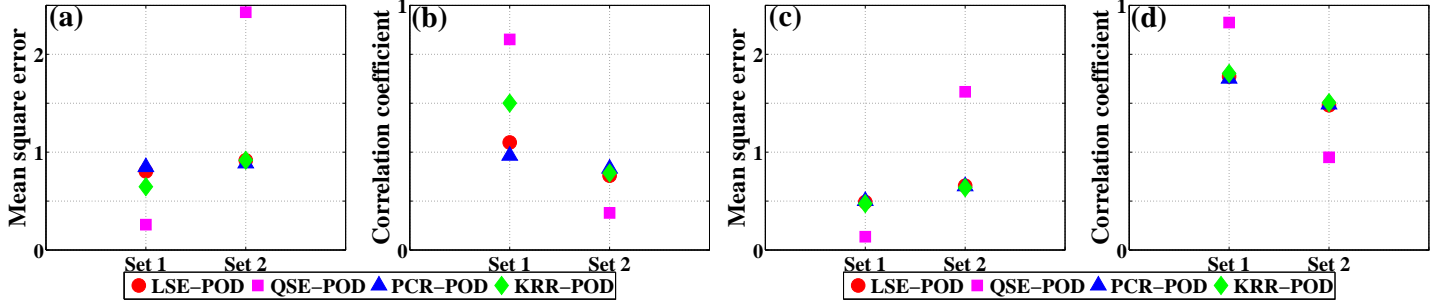 (a)
Mean square error
2
1
0
Set 1
Set 2
(b)
Correlation coefficient
1
0
Set 1
Set 2
LSE−POD QSE−POD PCR−POD KRR−POD
(c)
Mean square error
2
1
0
Set 1
Set 2
(d)
Correlation coefficient
1
0
Set 1
Set 2
LSE−POD QSE−POD PCR−POD KRR−POD